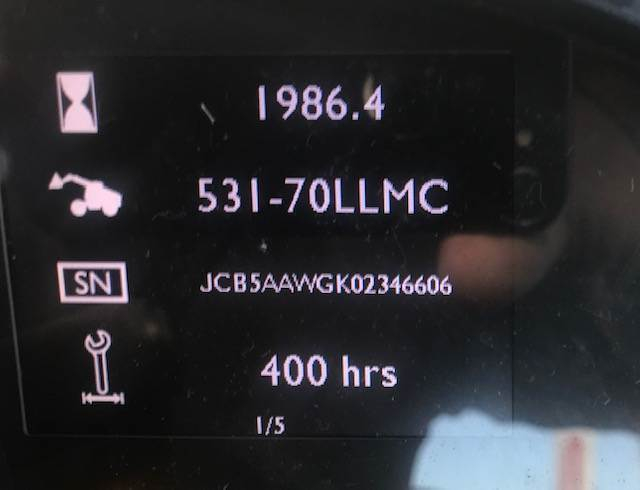 1986.4
531-70LLMC
SN JCB5AAWGK02346606
400 hrs
1/5